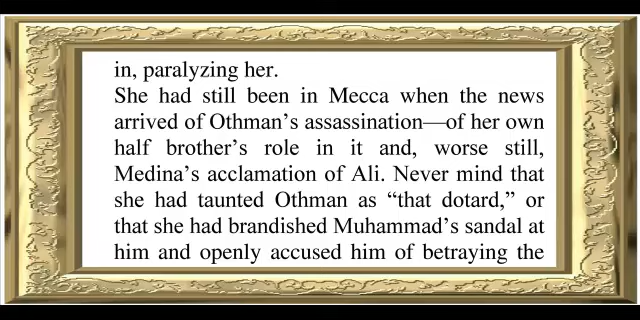 in, paralyzing her.
She had still been in Mecca when the news
arrived of Othman’s assassination—of her own
half brother’s role in it and, worse still,
Medina’s acclamation of Ali. Never mind that
she had taunted Othman as “that dotard,” or
that she had brandished Muhammad’s sandal at
him and openly accused him of betraying the